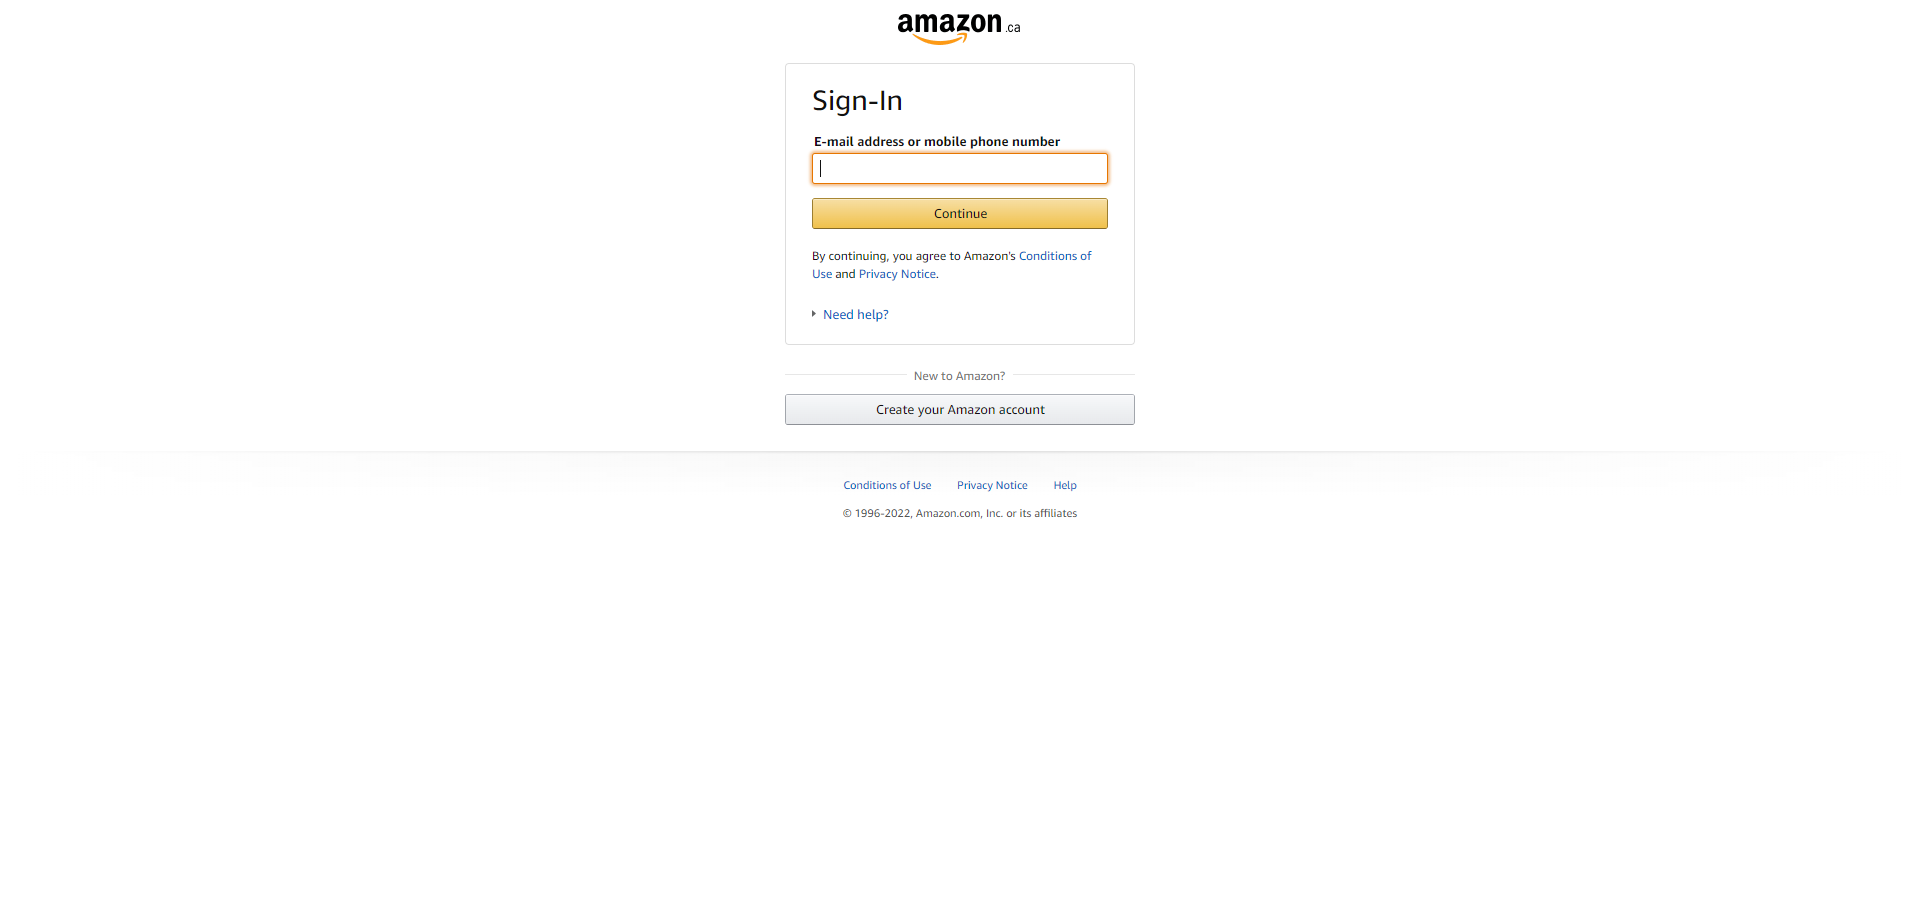 amazon.ca
Sign-In
E-mail address or mobile phone number
Continue
By continuing, you agree to Amazon's Conditions of
Use and Privacy Notice.
Need help?
New to Amazon?
Create your Amazon account
Conditions of Use Privacy Notice Help
© 1996-2022, Amazon.com, Inc. or its affiliates